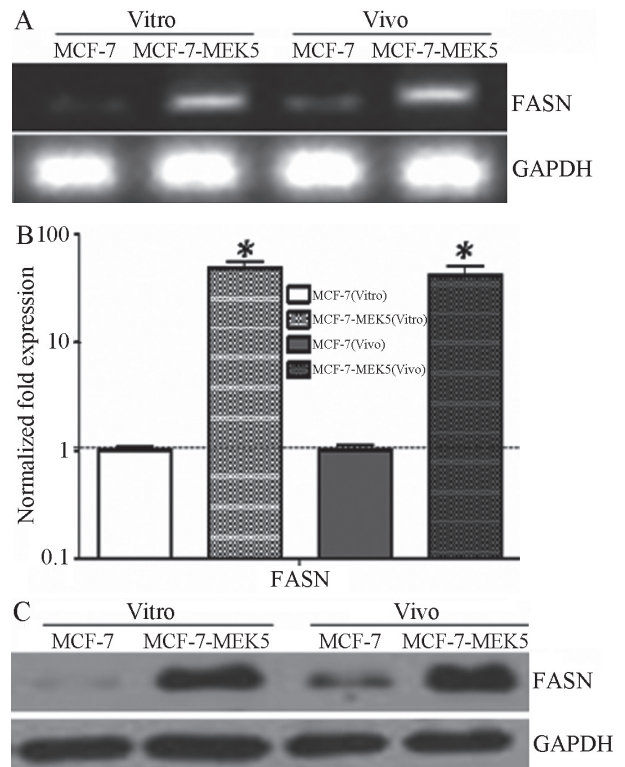 A
Vitro Vivo
MCF-7 MCF-7-MEK5 MCF-7 MCF-7-MEK5
FASN
GAPDH
B
100
10
1
0.1
Normalized fold expression
* *
MCF-7(Vitro)
MCF-7-MEK5(Vitro)
MCF-7(Vivo)
MCF-7-MEK5(Vivo)
FASN
C
Vitro Vivo
MCF-7 MCF-7-MEK5 MCF-7 MCF-7-MEK5
FASN
GAPDH